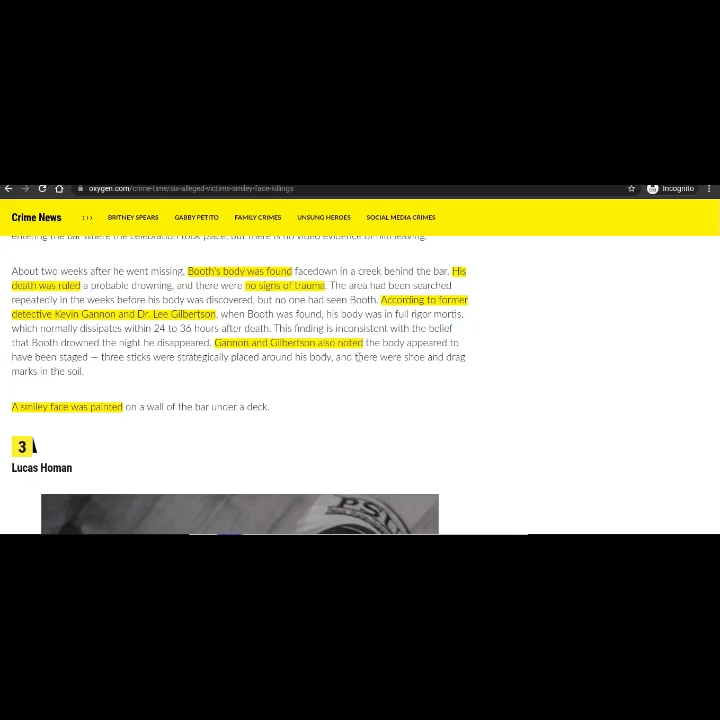 oxygen.com/crime-time/six-alleged-victims-smiley-face-killings
Incognito
Crime News
BRITNEY SPEARS
GABBY PETITO
FAMILY CRIMES
UNSUNG HEROES
SOCIAL MEDIA CRIMES
entering the bar where the celebration took place, but there is no video evidence of him leaving.
About two weeks after he went missing, Booth's body was found facedown in a creek behind the bar. His
death was ruled a probable drowning, and there were no signs of trauma. The area had been searched
repeatedly in the weeks before his body was discovered, but no one had seen Booth. According to former
detective Kevin Gannon and Dr. Lee Gilbertson, when Booth was found, his body was in full rigor mortis,
which normally dissipates within 24 to 36 hours after death. This finding is inconsistent with the belief
that Booth drowned the night he disappeared. Gannon and Gilbertson also noted the body appeared to
have been staged — three sticks were strategically placed around his body, and there were shoe and drag
marks in the soil.
A smiley face was painted on a wall of the bar under a deck.
3
Lucas Homan
PSU